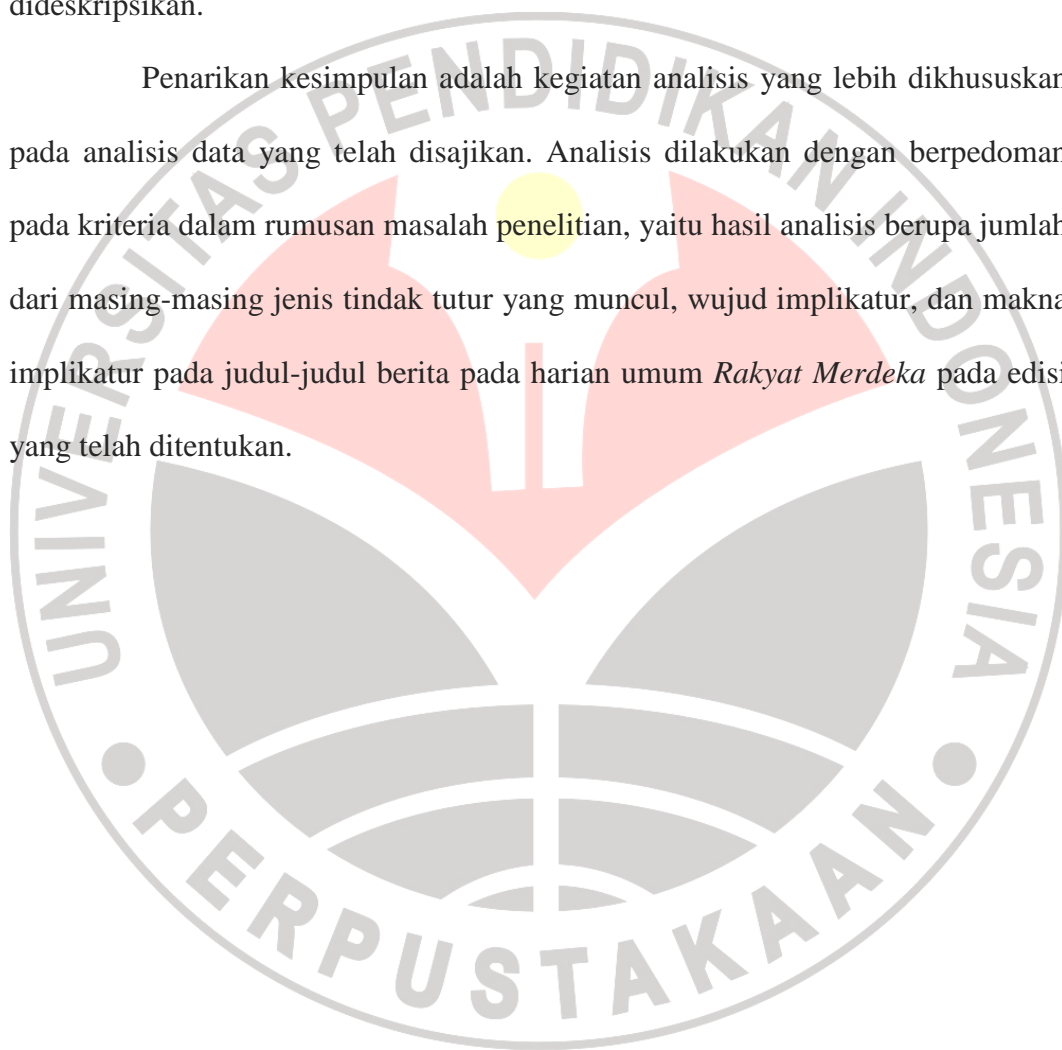 dideskripsikan.
Penarikan kesimpulan adalah kegiatan analisis yang lebih dikhususkan
pada analisis data yang telah disajikan. Analisis dilakukan dengan berpedoman
pada kriteria dalam rumusan masalah penelitian, yaitu hasil analisis berupa jumlah
dari masing-masing jenis tindak tutur yang muncul, wujud implikatur, dan makna
implikatur pada judul-judul berita pada harian umum Rakyat Merdeka pada edisi
yang telah ditentukan.
UNIVERSITAS PENDIDIKAN INDONESIA
PERPUSTAKAAN